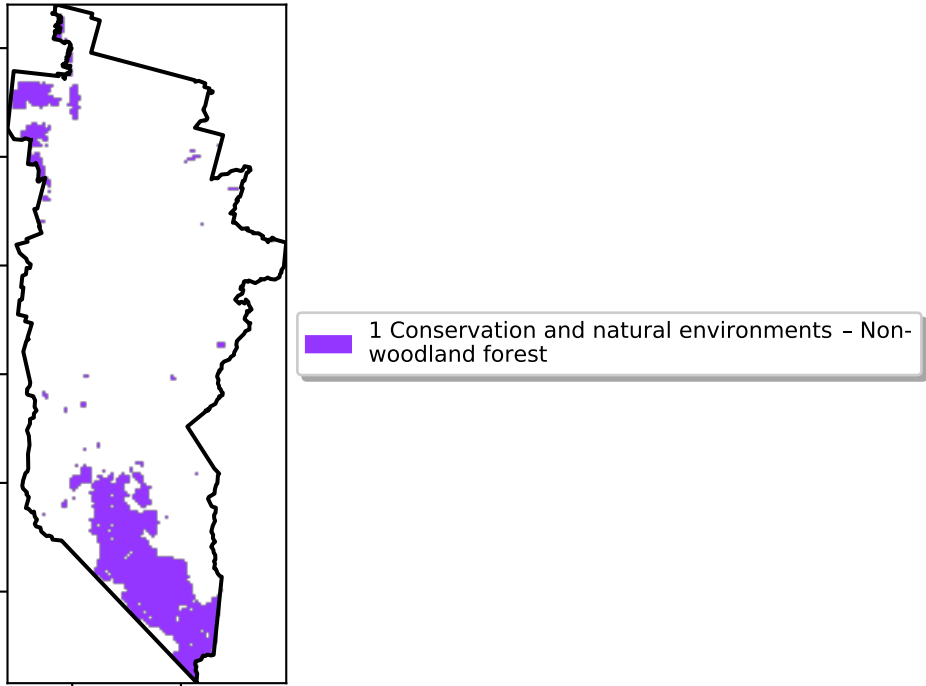 1 Conservation and natural environments – Non-
woodland forest